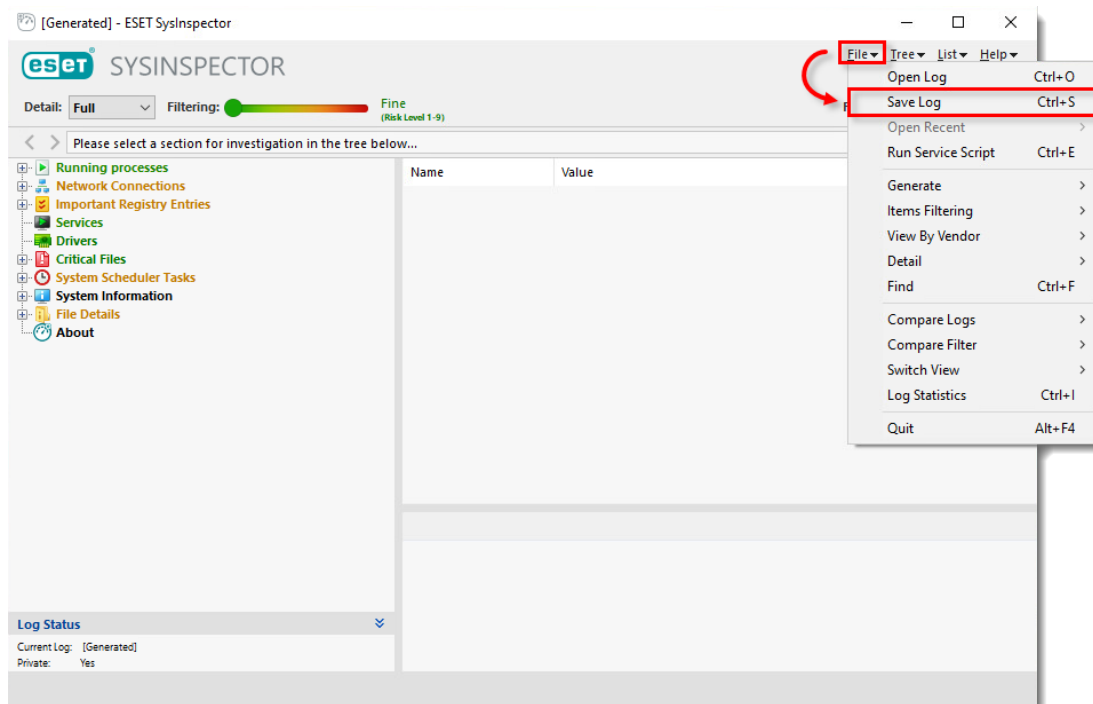 [Generated] - ESET SysInspector
eset® SYSINSPECTOR
File Tree List Help
Detail: Full Filtering: Fine
(Risk Level 1-9)
Please select a section for investigation in the tree below...
Running processes
Network Connections
Important Registry Entries
Services
Drivers
Critical Files
System Scheduler Tasks
System Information
File Details
About
Name Value
Open Log Ctrl+O
Save Log Ctrl+S
Open Recent
Run Service Script Ctrl+E
Generate
Items Filtering
View By Vendor
Detail
Find Ctrl+F
Compare Logs
Compare Filter
Switch View
Log Statistics Ctrl+I
Quit Alt+F4
Log Status
Current Log: [Generated]
Private: Yes